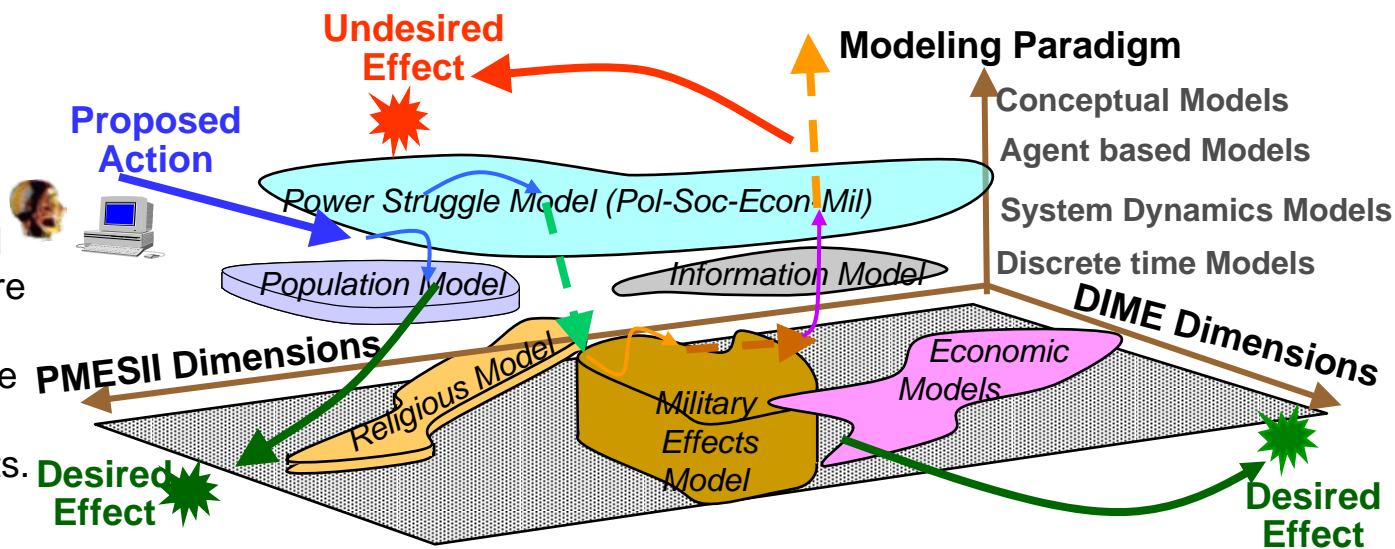 Undesired
Effect
Modeling Paradigm
Conceptual Models
Agent based Models
System Dynamics Models
Discrete time Models
Proposed
Action
Power Struggle Model (Pol-Soc-Econ-Mil)
Population Model
Information Model
re
DIME Dimensions
PMESII Dimensions
e
Religious Model
Economic
Models
Military
Effects
Model
ts.
Desired
Effect
Desired
Effect